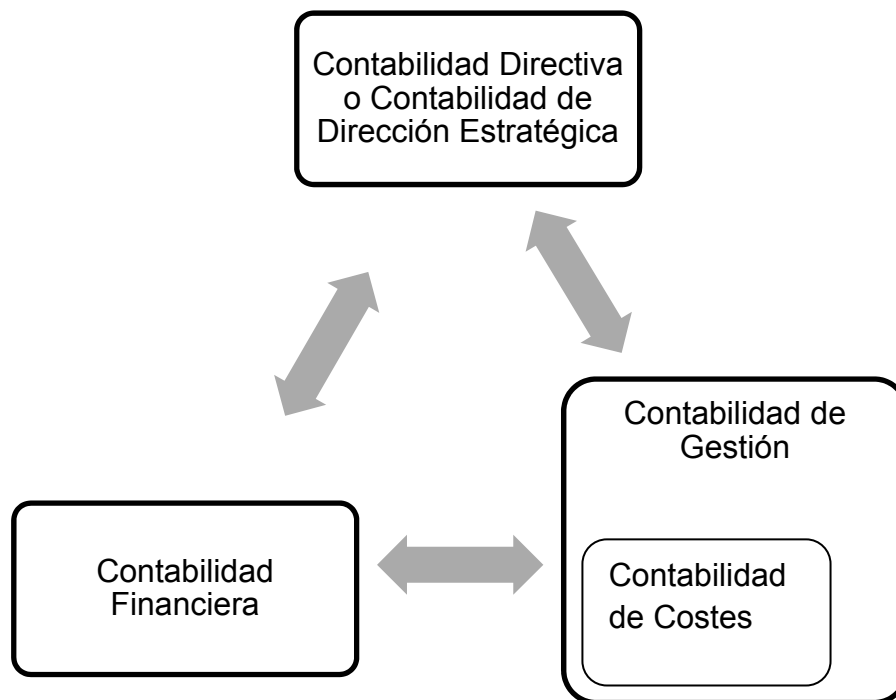 Contabilidad Directiva
o Contabilidad de
Dirección Estratégica
Contabilidad de
Gestión
Contabilidad
Financiera
Contabilidad
de Costes